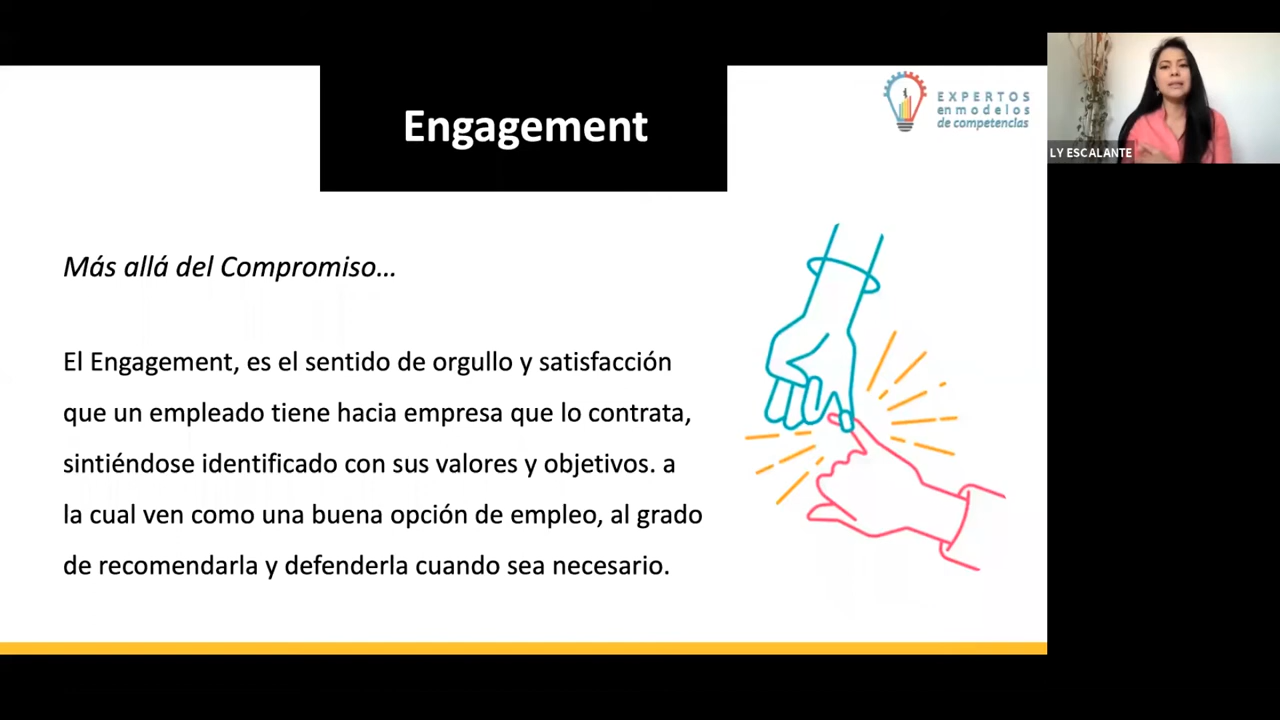 Engagement
EXPERTOS
en modelos
de competencias
LY ESCALANTE
Más allá del Compromiso...
El Engagement, es el sentido de orgullo y satisfacción
que un empleado tiene hacia empresa que lo contrata,
sintiéndose identificado con sus valores y objetivos. a
la cual ven como una buena opción de empleo, al grado
de recomendarla y defenderla cuando sea necesario.